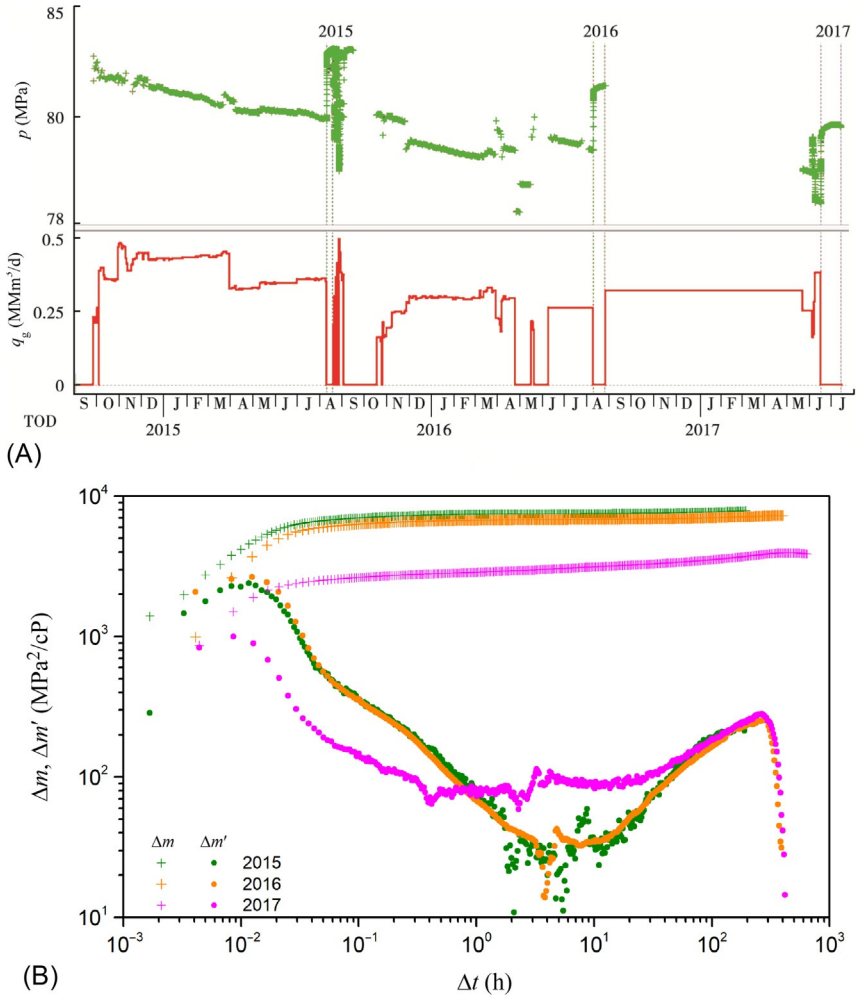 2015
2016
2017
85
80
78
p (MPa)
0.5
0.25
0
q_g (MMm³/d)
S O N D J F M A M J J A S O N D J F M A M J J A S O N D J F M A M J J
TOD
2015
2016
2017
(A)
10⁴
10³
10²
10¹
Δm, Δm′ (MPa²/cP)
Δm Δm′
2015
2016
2017
10⁻³ 10⁻² 10⁻¹ 10⁰ 10¹ 10² 10³
Δt (h)
(B)